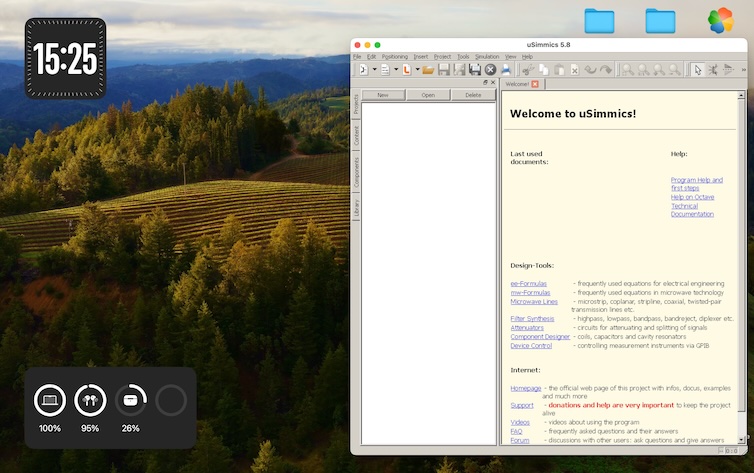 15:25
100%
95%
26%
uSimmics 5.8
File Edit Positioning Insert Project Tools Simulation View Help
Welcome!
Projects
Content
Components
Library
New Open Delete
Welcome to uSimmics!
Last used
documents:
Help:
Program Help and
first steps
Help on Octave
Technical
Documentation
Design-Tools:
ee-Formulas - frequently used equations for electrical engineering
mw-Formulas - frequently used equations in microwave technology
Microwave Lines - microstrip, coplanar, stripline, coaxial, twisted-pair
transmission lines etc.
Filter Synthesis - highpass, lowpass, bandpass, bandreject, diplexer etc.
Attenuators - circuits for attenuating and splitting of signals
Component Designer - coils, capacitors and cavity resonators
Device Control - controlling measurement instruments via GPIB
Internet:
Homepage - the official web page of this project with infos, docus, examples
and much more
Support - donations and help are very important to keep the project
alive
Videos - videos about using the program
FAQ - frequently asked questions and their answers
Forum - discussions with other users: ask questions and give answers
0 : 0